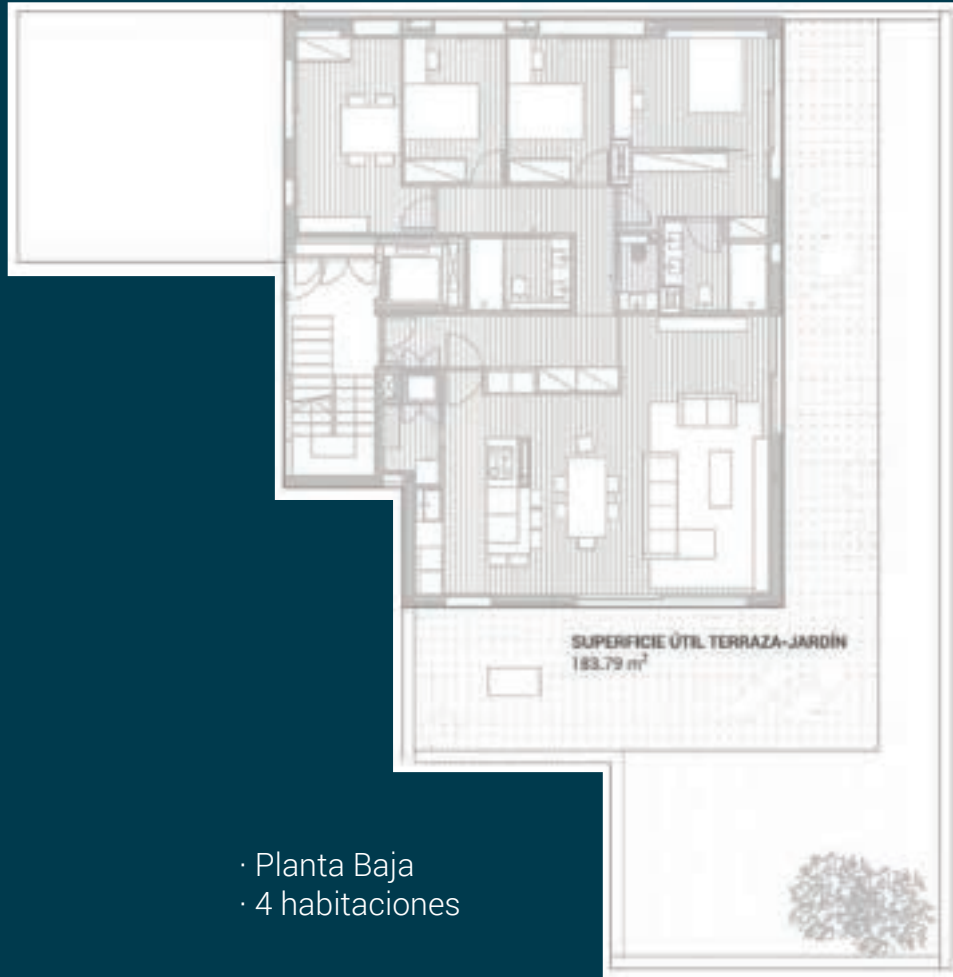 SUPERFICIE ÚTIL TERRAZA-JARDÍN
183.79 m²
· Planta Baja
· 4 habitaciones